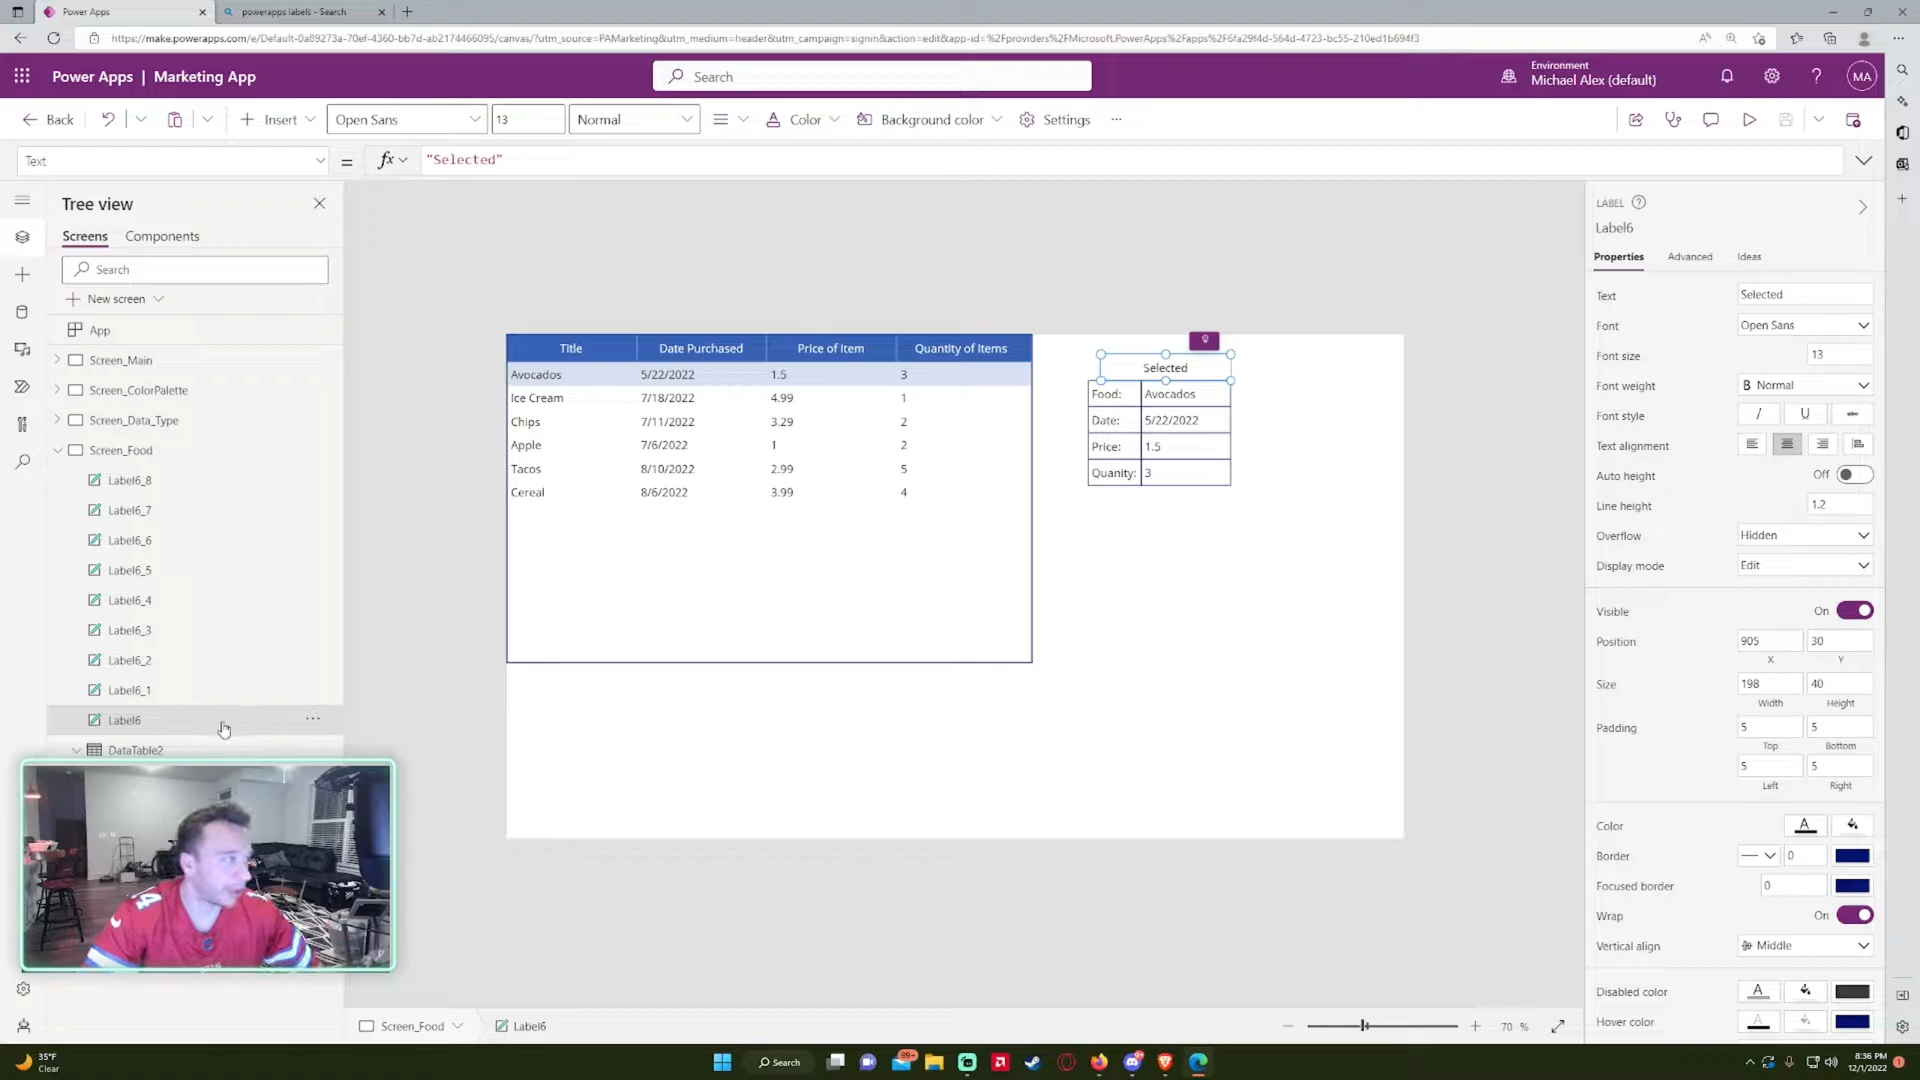 Power Apps
powerapps labels - Search
https://make.powerapps.com/e/Default-0a89273a-70ef-4360-bb7d-ab2174466095/canvas/?utm_source=PAMarketing&utm_medium=header&utm_campaign=signin&action=edit&app-id=%2Fproviders%2FMicrosoft.PowerApps%2Fapps%2F6fa29f4d-564d-4723-bc55-210ed1b694f3
Power Apps | Marketing App
Search
Environment
Michael Alex (default)
MA
Back
Insert
Open Sans
13
Normal
Color
Background color
Settings
Text
=
fx
"Selected"
Tree view
Screens
Components
Search
New screen
App
Screen_Main
Screen_ColorPalette
Screen_Data_Type
Screen_Food
Label6_8
Label6_7
Label6_6
Label6_5
Label6_4
Label6_3
Label6_2
Label6_1
Label6
DataTable2
Title Date Purchased Price of Item Quantity of Items
Avocados 5/22/2022 1.5 3
Ice Cream 7/18/2022 4.99 1
Chips 7/11/2022 3.29 2
Apple 7/6/2022 1 2
Tacos 8/10/2022 2.99 5
Cereal 8/6/2022 3.99 4
Selected
Food: Avocados
Date: 5/22/2022
Price: 1.5
Quanity: 3
LABEL
Label6
Properties
Advanced
Ideas
Text Selected
Font Open Sans
Font size 13
Font weight B Normal
Font style / U abc
Text alignment
Auto height Off
Line height 1.2
Overflow Hidden
Display mode Edit
Visible On
Position 905 30
X Y
Size 198 40
Width Height
Padding 5 5
Top Bottom
5 5
Left Right
Color A
Border 0
Focused border 0
Wrap On
Vertical align Middle
Disabled color A
Hover color A
Screen_Food
Label6
70 %
35°F
Clear
Search
99+
8:36 PM
12/1/2022
1